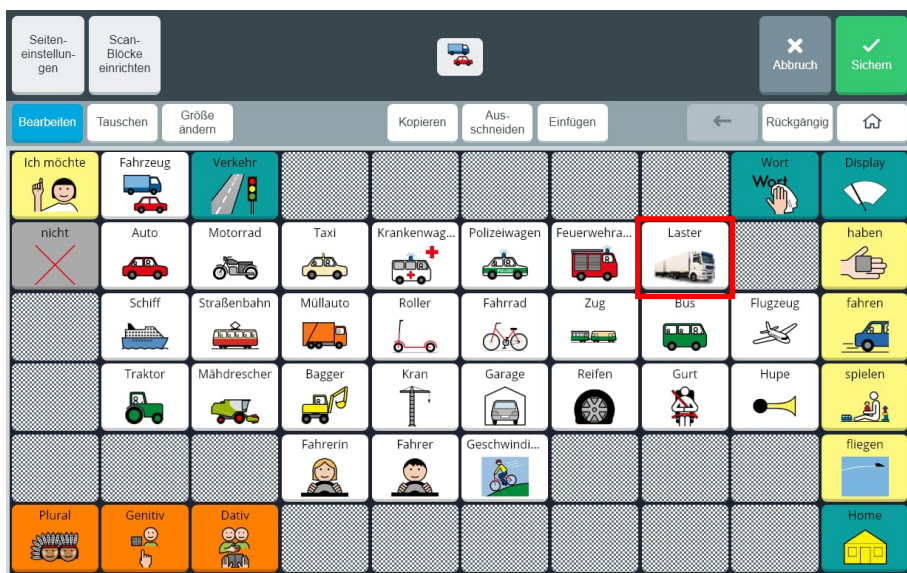 Seiten-
einstellun-
gen
Scan-
Blöcke
einrichten
Abbruch
Sichern
Bearbeiten
Tauschen
Größe
ändern
Kopieren
Aus-
schneiden
Einfügen
Rückgängig
Ich möchte
Fahrzeug
Verkehr
Wort
Wort
Display
nicht
Auto
Motorrad
Taxi
Krankenwag...
Polizeiwagen
Feuerwehra...
Laster
haben
Schiff
Straßenbahn
Müllauto
Roller
Fahrrad
Zug
Bus
Flugzeug
fahren
Traktor
Mähdrescher
Bagger
Kran
Garage
Reifen
Gurt
Hupe
spielen
Fahrerin
Fahrer
Geschwindi...
fliegen
Plural
Genitiv
Dativ
Home